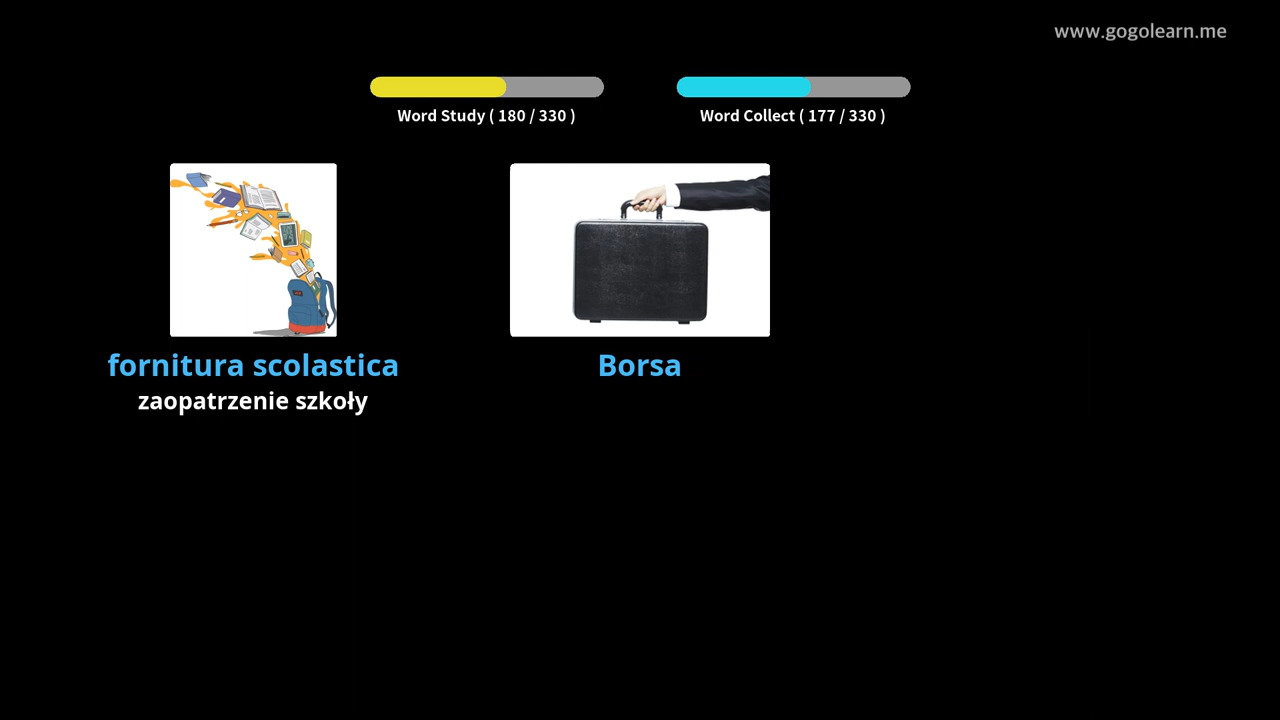 www.gogolearn.me
Word Study ( 180 / 330 )
Word Collect ( 177 / 330 )
fornitura scolastica
zaopatrzenie szkoły
Borsa